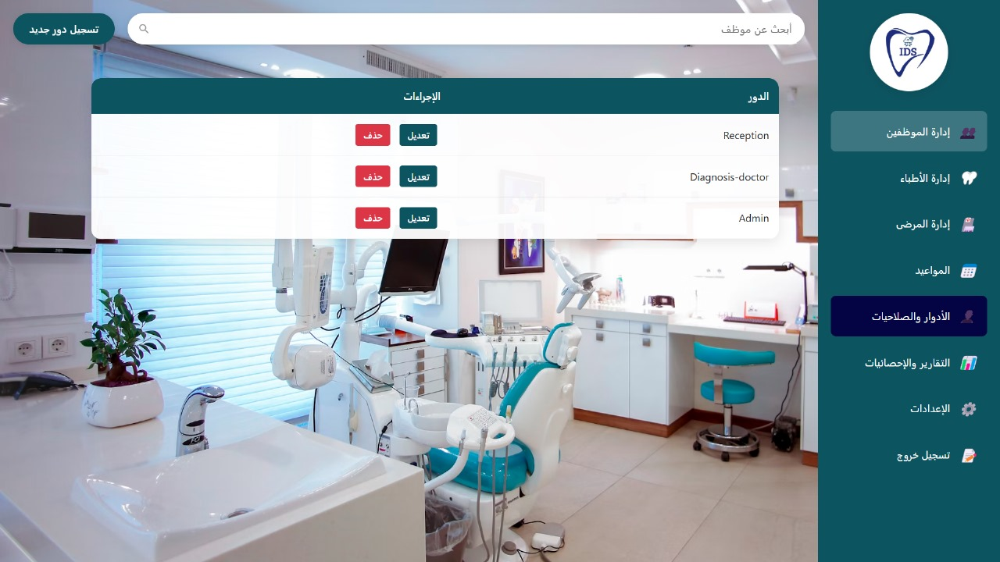 IDS
إدارة الموظفين
إدارة الأطباء
إدارة المرضى
المواعيد
الأدوار والصلاحيات
التقارير والإحصائيات
الإعدادات
تسجيل خروج
أبحث عن موظف
تسجيل دور جديد
الدور الإجراءات
Reception تعديل حذف
Diagnosis-doctor تعديل حذف
Admin تعديل حذف